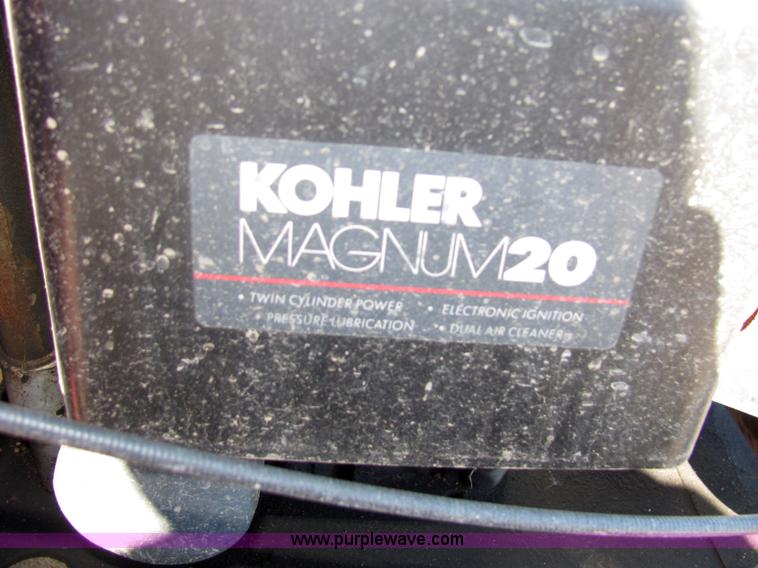 KOHLER
MAGNUM20
• TWIN CYLINDER POWER • ELECTRONIC IGNITION
PRESSURE LUBRICATION • DUAL AIR CLEANER
www.purplewave.com